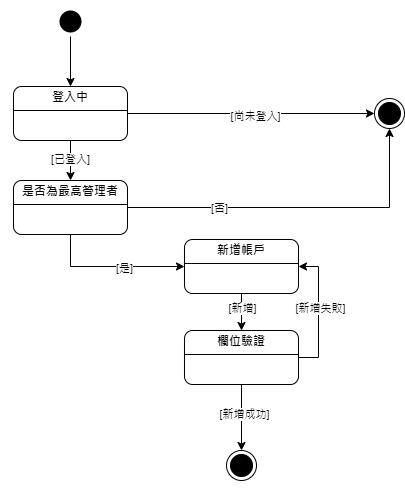 登入中
[尚未登入]
[已登入]
是否為最高管理者
[否]
新增帳戶
[是]
[新增]
[新增失敗]
欄位驗證
[新增成功]